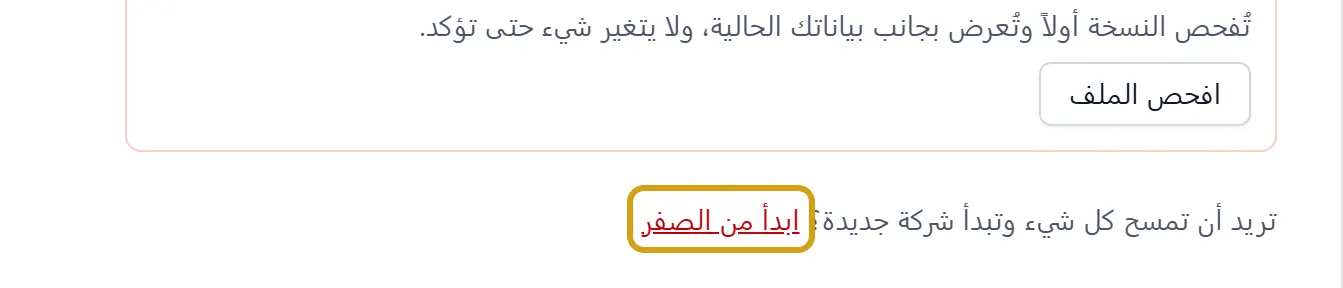 تُفحص النسخة أولاً وتُعرض بجانب بياناتك الحالية، ولا يتغير شيء حتى تؤكد.
افحص الملف
تريد أن تمسح كل شيء وتبدأ شركة جديدة؟ ابدأ من الصفر